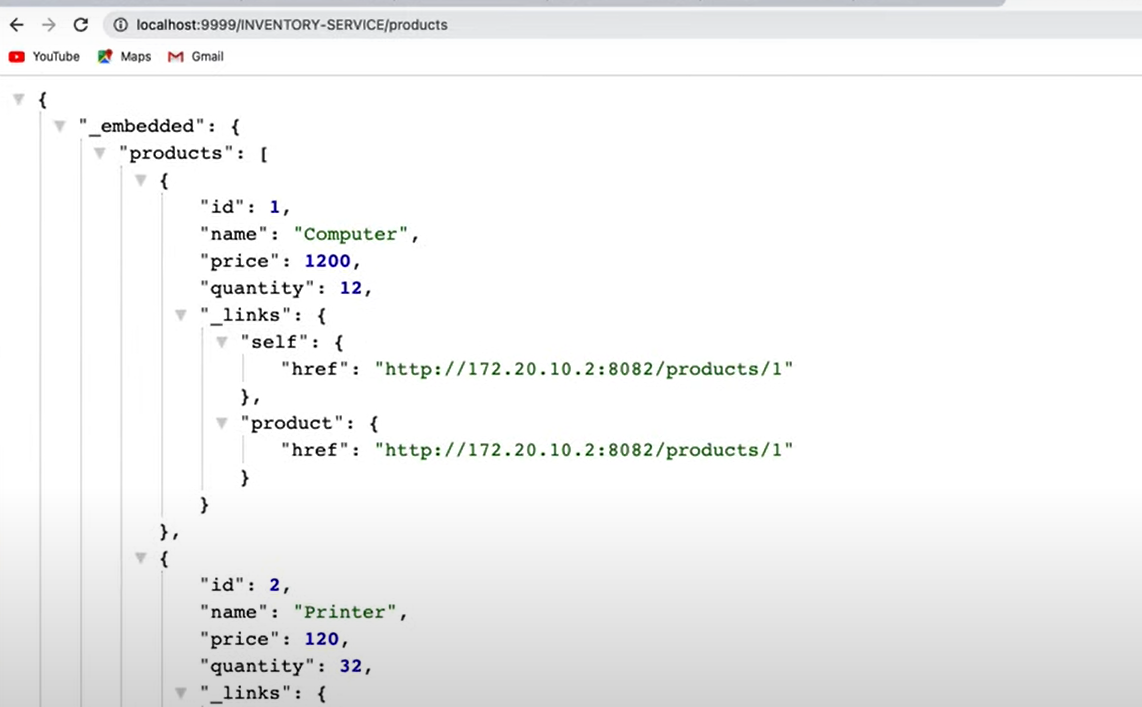 localhost:9999/INVENTORY-SERVICE/products
YouTube Maps Gmail
{
"_embedded": {
"products": [
{
"id": 1,
"name": "Computer",
"price": 1200,
"quantity": 12,
"_links": {
"self": {
"href": "http://172.20.10.2:8082/products/1"
},
"product": {
"href": "http://172.20.10.2:8082/products/1"
}
}
},
{
"id": 2,
"name": "Printer",
"price": 120,
"quantity": 32,
"_links": {